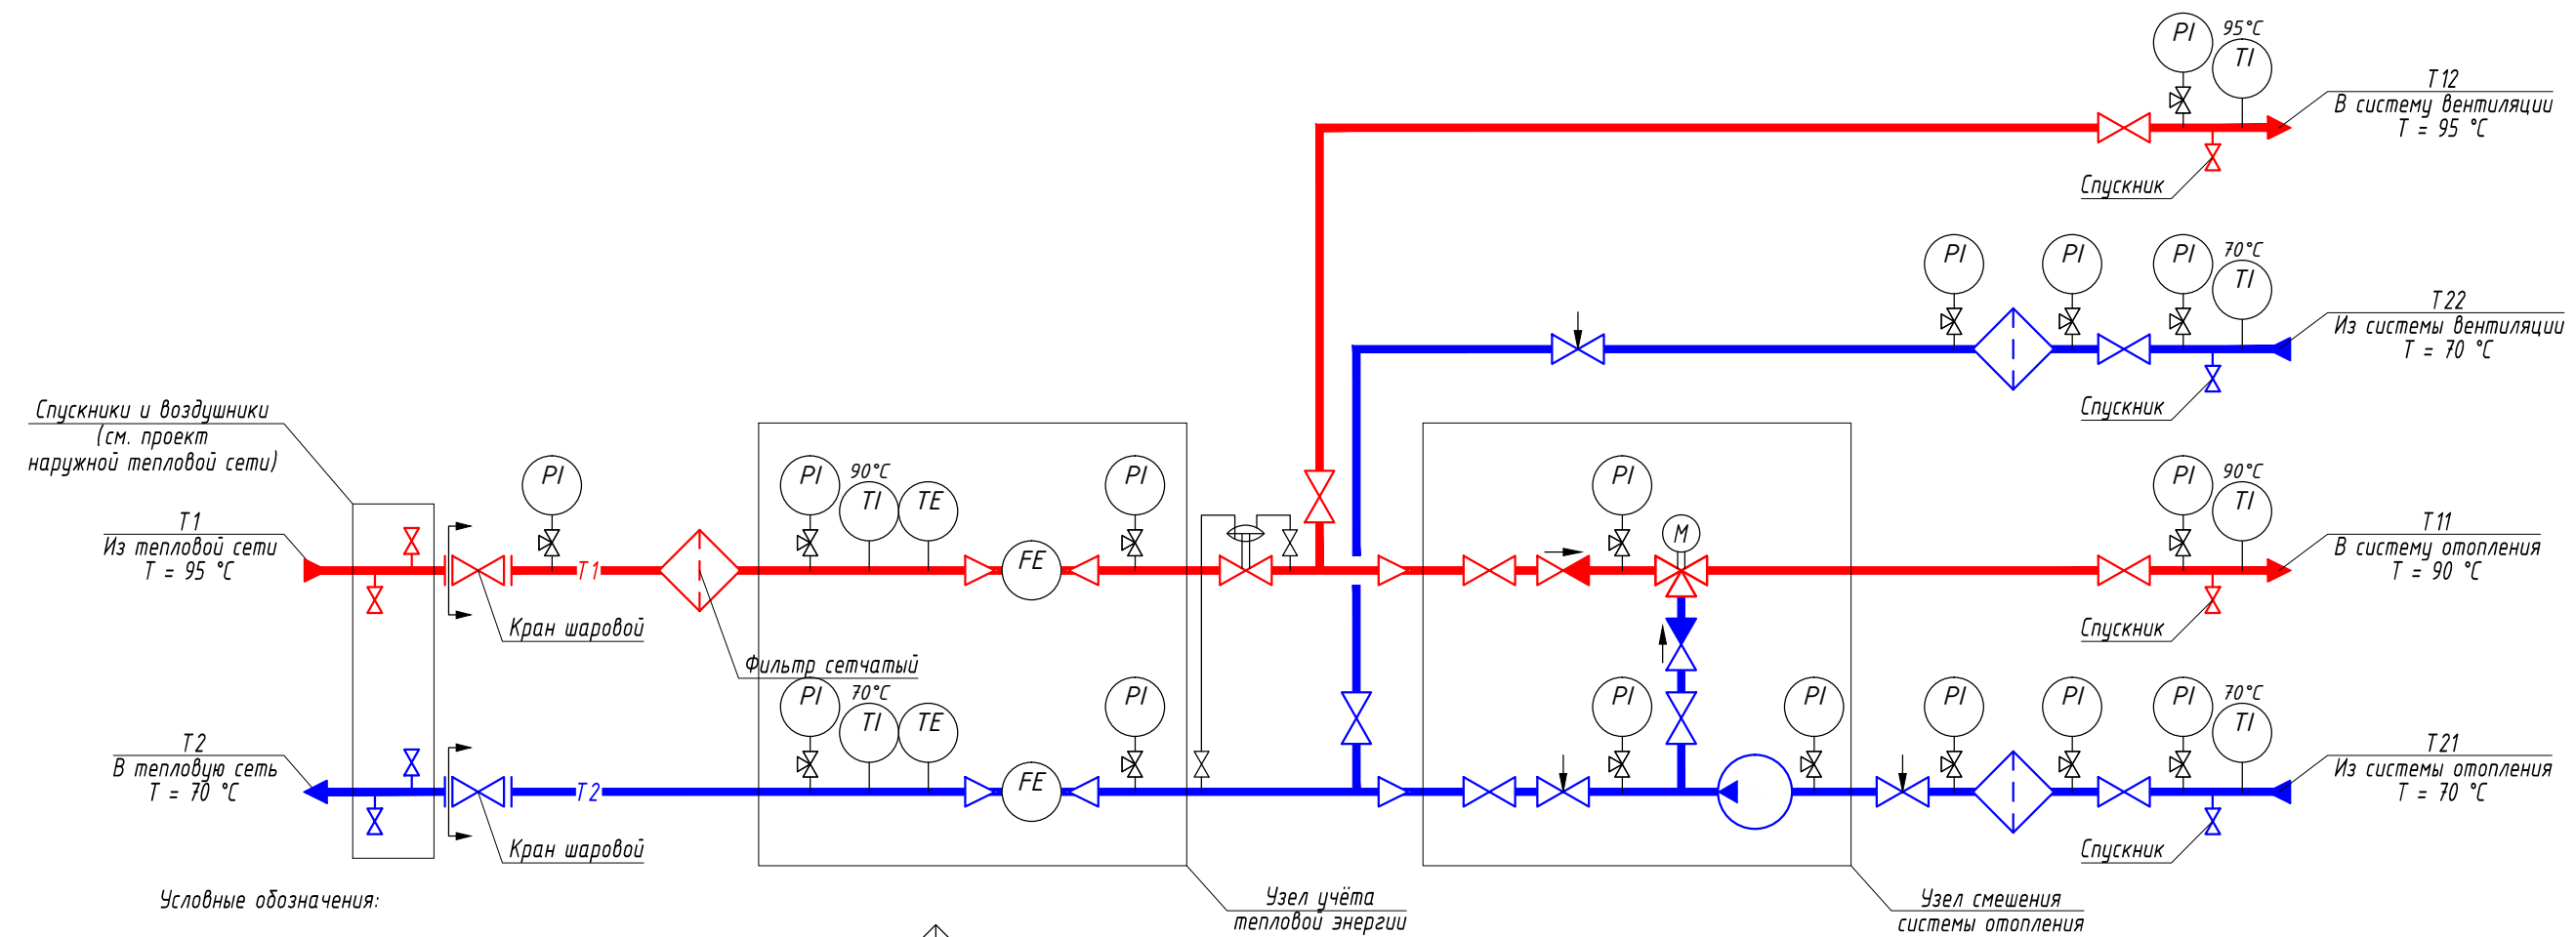 PI
95°C
TI
T12
В систему вентиляции
T = 95 °C
Спускник
PI
PI
PI
70°C
TI
T22
Из системы вентиляции
T = 70 °C
Спускник
Спускники и воздушники
(см. проект
наружной тепловой сети)
T1
Из тепловой сети
T = 95 °C
PI
T1
Кран шаровой
Фильтр сетчатый
PI
90°C
TI
TE
FE
PI
PI
M
PI
90°C
TI
T11
В систему отопления
T = 90 °C
Спускник
T2
В тепловую сеть
T = 70 °C
T2
Кран шаровой
PI
70°C
TI
TE
FE
PI
PI
PI
PI
PI
PI
70°C
TI
T21
Из системы отопления
T = 70 °C
Спускник
Условные обозначения:
Узел учёта
тепловой энергии
Узел смешения
системы отопления